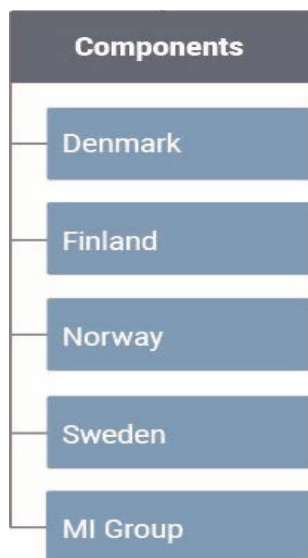 Components
Denmark
Finland
Norway
Sweden
MI Group